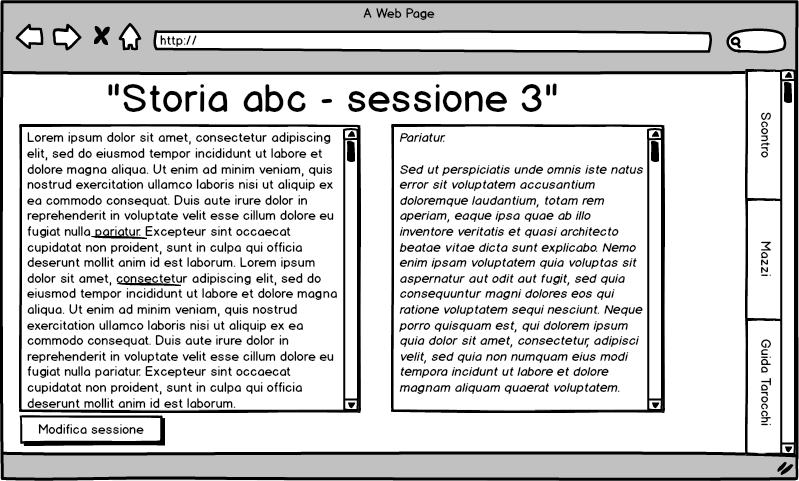 A Web Page
http://
"Storia abc - sessione 3"
Lorem ipsum dolor sit amet, consectetur adipiscing
elit, sed do eiusmod tempor incididunt ut labore et
dolore magna aliqua. Ut enim ad minim veniam, quis
nostrud exercitation ullamco laboris nisi ut aliquip ex
ea commodo consequat. Duis aute irure dolor in
reprehenderit in voluptate velit esse cillum dolore eu
fugiat nulla pariatur. Excepteur sint occaecat
cupidatat non proident, sunt in culpa qui officia
deserunt mollit anim id est laborum. Lorem ipsum
dolor sit amet, consectetur adipiscing elit, sed do
eiusmod tempor incididunt ut labore et dolore magna
aliqua. Ut enim ad minim veniam, quis nostrud
exercitation ullamco laboris nisi ut aliquip ex ea
commodo consequat. Duis aute irure dolor in
reprehenderit in voluptate velit esse cillum dolore eu
fugiat nulla pariatur. Excepteur sint occaecat
cupidatat non proident, sunt in culpa qui officia
deserunt mollit anim id est laborum.
Pariatur.
Sed ut perspiciatis unde omnis iste natus
error sit voluptatem accusantium
doloremque laudantium, totam rem
aperiam, eaque ipsa quae ab illo
inventore veritatis et quasi architecto
beatae vitae dicta sunt explicabo. Nemo
enim ipsam voluptatem quia voluptas sit
aspernatur aut odit aut fugit, sed quia
consequuntur magni dolores eos qui
ratione voluptatem sequi nesciunt. Neque
porro quisquam est, qui dolorem ipsum
quia dolor sit amet, consectetur, adipisci
velit, sed quia non numquam eius modi
tempora incidunt ut labore et dolore
magnam aliquam quaerat voluptatem.
Modifica sessione
Scontro
Mazzi
Guida Tarocchi